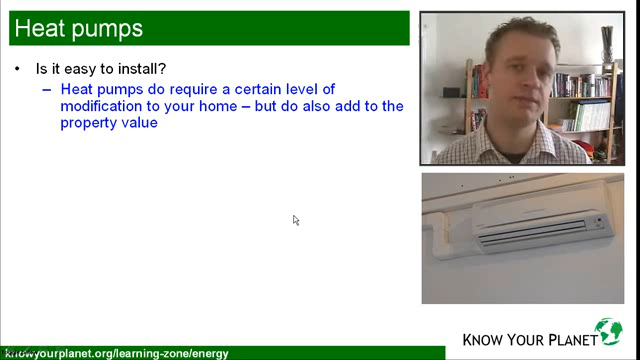 Heat pumps
• Is it easy to install?
– Heat pumps do require a certain level of
modification to your home – but do also add to the
property value
KNOW YOUR PLANET
knowyourplanet.org/learning-zone/energy